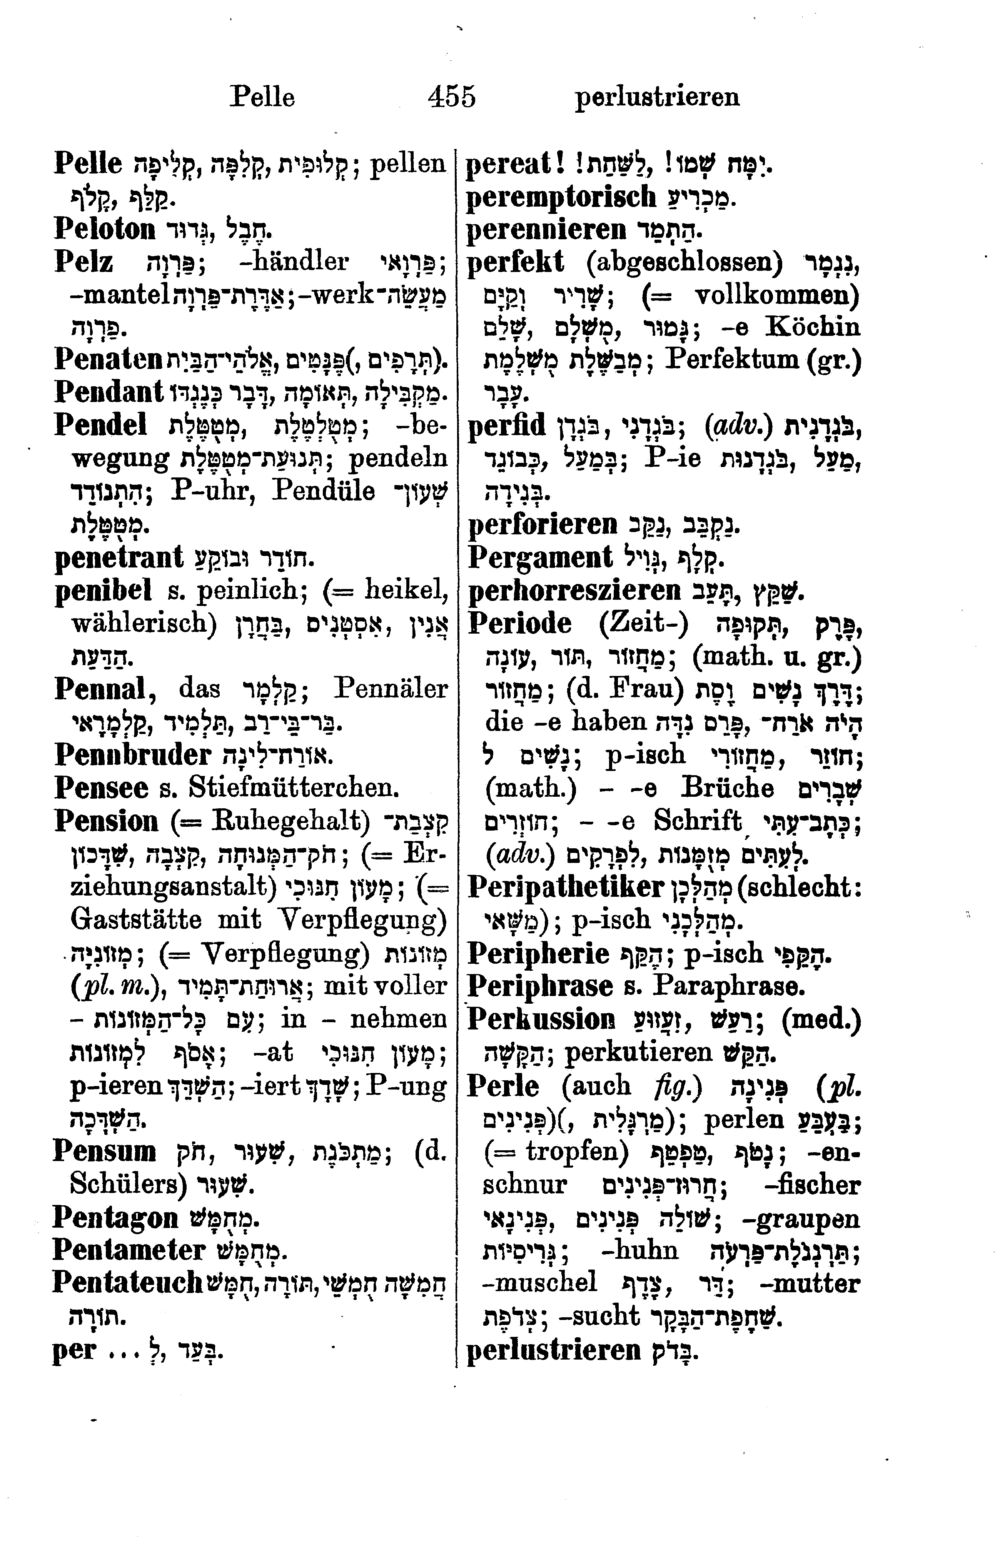 Pelle 455 perlustrieren
Pelle קְלִיפָּה, קְלִפָּה, קְלוּפִית; pellen
קִלֵּף, קָלֹף.
Peloton חֶבֶל, גְּדוּד.
Pelz פַּרְוָה; -händler פַּרְוָאִי;
-mantel אַדֶּרֶת־פַּרְוָה; -werk מַעֲשֵׂה־
פַּרְוָה.
Penaten אֱלֹהֵי־הַבַּיִת, פֶּנָטִים (תְּרָפִים).
Pendant מַקְבִּילָה, תְּאוֹמָה, דָּבָר כְּנֶגְדּוֹ.
Pendel מְטֻטֶּלֶת, מְטַלְטֶלֶת; -be-
wegung תְּנוּעַת־מְטֻטֶּלֶת; pendeln
הִתְנוֹדֵד; P-uhr, Pendüle שְׁעוֹן־
מְטֻטֶּלֶת.
penetrant חוֹדֵר וּבוֹקֵעַ.
penibel s. peinlich; (= heikel,
wählerisch) אֲנִין, אִסְטְנִיס, בַּחֲרָן
הַדַּעַת.
Pennal, das קַלְמָר; Pennäler
בַּר־בֵּי־רַב, תַּלְמִיד, קַלְמָרָאִי.
Pennbruder אוֹרֵחַ־לִינָה.
Pensee s. Stiefmütterchen.
Pension (= Ruhegehalt) קִצְבַת־
חֹק־הַמְּנוּחָה, קִצְבָה, שִׁדָּכוֹן; (= Er-
ziehungsanstalt) מָעוֹן חִנּוּכִי; (=
Gaststätte mit Verpflegung)
מְזוֹנִיָּה; (= Verpflegung) מְזוֹנוֹת
(pl. m.), אֲרוּחַת־תָּמִיד; mit voller
– עִם כָּל־הַמְּזוֹנוֹת; in – nehmen
אָסֹף לִמְזוֹנוֹת; -at מָעוֹן חִנּוּכִי;
p-ieren הַשְׁדֵּךְ; -iert שָׁדֵךְ; P-ung
הַשְׁדָּכָה.
Pensum חֹק, שִׁעוּר, מַתְכֹּנֶת; (d.
Schülers) שִׁעוּר.
Pentagon מְחֻמָּשׁ.
Pentameter מְחֻמָּשׁ.
Pentateuch חֻמָּשׁ, תּוֹרָה, חֲמִשָּׁה חֻמְשֵׁי
תוֹרָה.
per ... לְ, בְּעַד.
pereat! יִמַּח שְׁמוֹ! לַשַּׁחַת!
peremptorisch מַכְרִיעַ.
perennieren הַתְמֵד.
perfekt (abgeschlossen) נִגְמָר,
שָׁרִיר וְקַיָּם; (= vollkommen)
שָׁלֵם, מֻשְׁלָם, גָּמוּר; -e Köchin
מְבַשֶּׁלֶת מֻשְׁלֶמֶת; Perfektum (gr.)
עָבָר.
perfid בֹּגְדָן, בֹּגְדָנִי; (adv.) בֹּגְדָנִית,
כְּבוֹגֵד, בְּמַעַל; P-ie בֹּגְדָנוּת, מַעַל,
בְּגִידָה.
perforieren נַקֵּב, נַקְבֵּב.
Pergament קְלָף, גְּוִיל.
perhorreszieren שַׁקֵּץ, תַּעֵב.
Periode (Zeit-) פֶּרֶק, תְּקוּפָה,
עוֹנָה, תּוֹר, מַחֲזוֹר; (math. u. gr.)
מַחֲזוֹר; (d. Frau) וֶסֶת, דֶּרֶךְ נָשִׁים;
die -e haben פָּרֹס נִדָּה, הָיֹה אֹרַח־
נָשִׁים לְ; p-isch מַחֲזוֹרִי, חוֹזֵר;
(math.) – -e Brüche שְׁבָרִים
חוֹזְרִים; – -e Schrift כְּתָב־עִתִּי;
(adv.) לִפְרָקִים, לְעִתִּים מְזֻמָּנוֹת.
Peripathetiker מְהַלְּכָן (schlecht:
מַשָּׁאִי); p-isch מְהַלְּכָנִי.
Peripherie הֶקֵּף; p-isch הֶקֵּפִי.
Periphrase s. Paraphrase.
Perkussion רַעַשׁ, זַעֲזוּעַ; (med.)
הַקָּשָׁה; perkutieren הַקֵּשׁ.
Perle (auch fig.) פְּנִינָה (pl.
פְּנִינִים), (מַרְגָּלִית); perlen בַּעֲבֵּעַ;
(= tropfen) נָטֹף, טַפְטֵף; -en-
schnur חֲרוּז־פְּנִינִים; -fischer
שׁוֹלֵה פְּנִינִים, פְּנִינָאִי; -graupen
גְּרִיסִיּוֹת; -huhn תַּרְנְגֹלֶת־פַּרְעֹה;
-muschel צֶדֶף, דַּר; -mutter
צִדְפַּת; -sucht שַׁחֶפֶת־הַבָּקָר.
perlustrieren בָּדֹק.